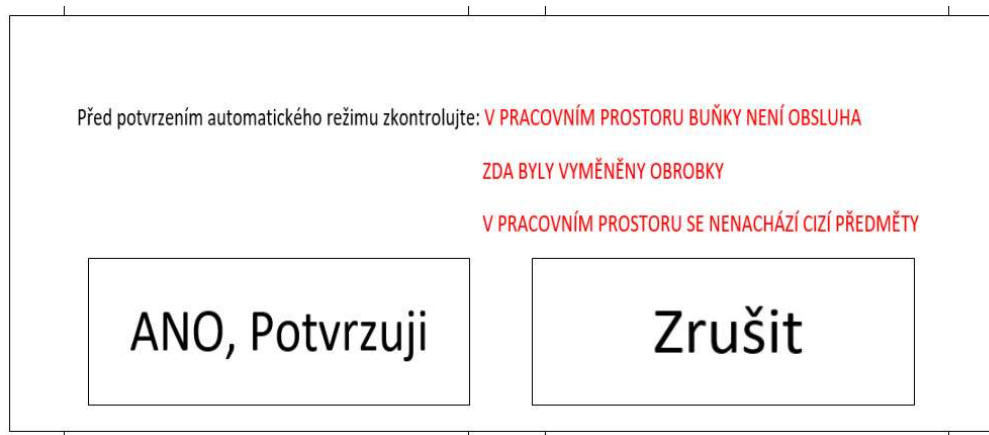 Před potvrzením automatického režimu zkontrolujte: V PRACOVNÍM PROSTORU BUŇKY NENÍ OBSLUHA
ZDA BYLY VYMĚNĚNY OBROBKY
V PRACOVNÍM PROSTORU SE NENACHÁZÍ CIZÍ PŘEDMĚTY
ANO, Potvrzuji
Zrušit